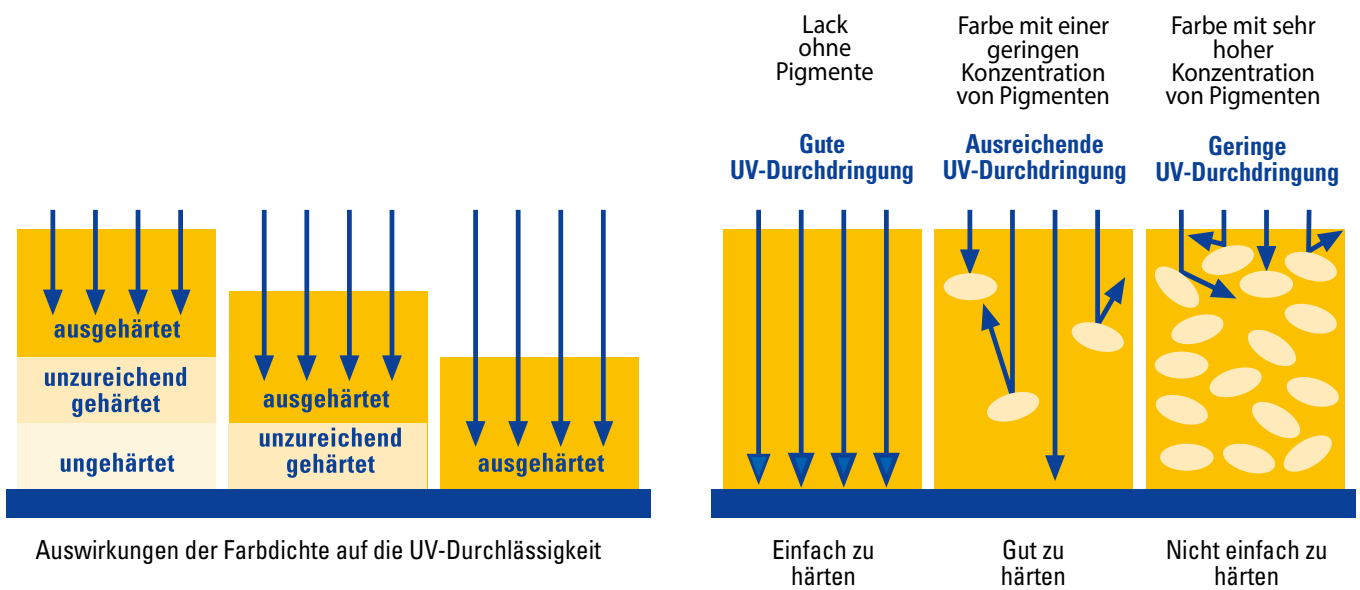 ausgehärtet
unzureichend
gehärtet
ungehärtet
ausgehärtet
unzureichend
gehärtet
ausgehärtet
Auswirkungen der Farbdichte auf die UV-Durchlässigkeit
Lack
ohne
Pigmente
Gute
UV-Durchdringung
Einfach zu
härten
Farbe mit einer
geringen
Konzentration
von Pigmenten
Ausreichende
UV-Durchdringung
Gut zu
härten
Farbe mit sehr
hoher
Konzentration
von Pigmenten
Geringe
UV-Durchdringung
Nicht einfach zu
härten